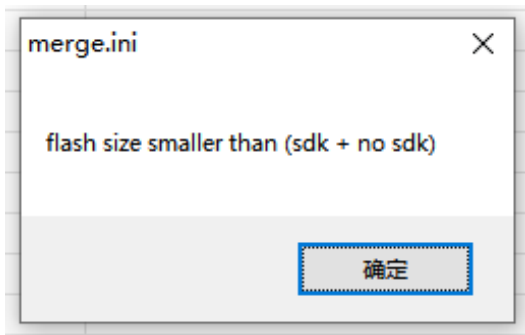 merge.ini
flash size smaller than (sdk + no sdk)
确定